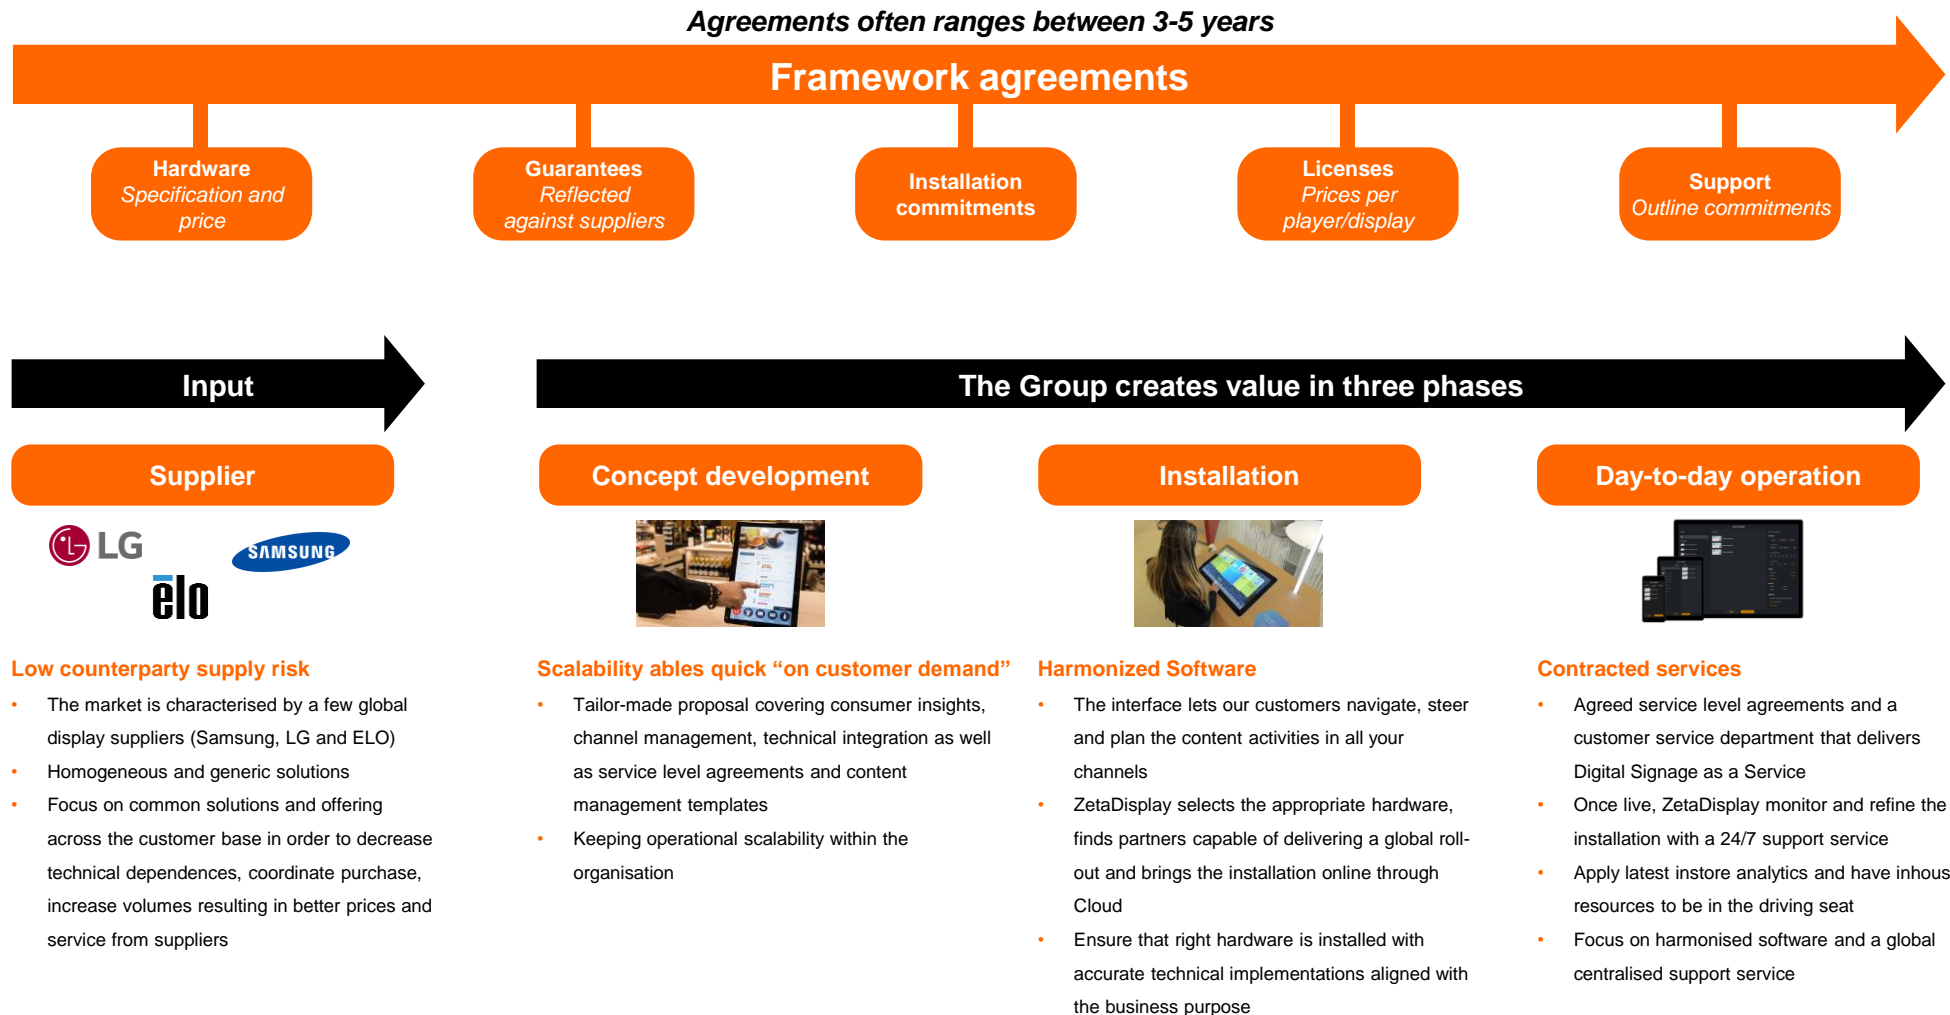 Agreements often ranges between 3-5 years
Framework agreements
Hardware
Specification and
price
Guarantees
Reflected
against suppliers
Installation
commitments
Licenses
Prices per
player/display
Support
Outline commitments
Input
The Group creates value in three phases
Supplier
LG
SAMSUNG
ēlo
Low counterparty supply risk
• The market is characterised by a few global
display suppliers (Samsung, LG and ELO)
• Homogeneous and generic solutions
• Focus on common solutions and offering
across the customer base in order to decrease
technical dependences, coordinate purchase,
increase volumes resulting in better prices and
service from suppliers
Concept development
Scalability ables quick “on customer demand”
• Tailor-made proposal covering consumer insights,
channel management, technical integration as well
as service level agreements and content
management templates
• Keeping operational scalability within the
organisation
Installation
Harmonized Software
• The interface lets our customers navigate, steer
and plan the content activities in all your
channels
• ZetaDisplay selects the appropriate hardware,
finds partners capable of delivering a global roll-
out and brings the installation online through
Cloud
• Ensure that right hardware is installed with
accurate technical implementations aligned with
the business purpose
Day-to-day operation
Contracted services
• Agreed service level agreements and a
customer service department that delivers
Digital Signage as a Service
• Once live, ZetaDisplay monitor and refine the
installation with a 24/7 support service
• Apply latest instore analytics and have inhous
resources to be in the driving seat
• Focus on harmonised software and a global
centralised support service